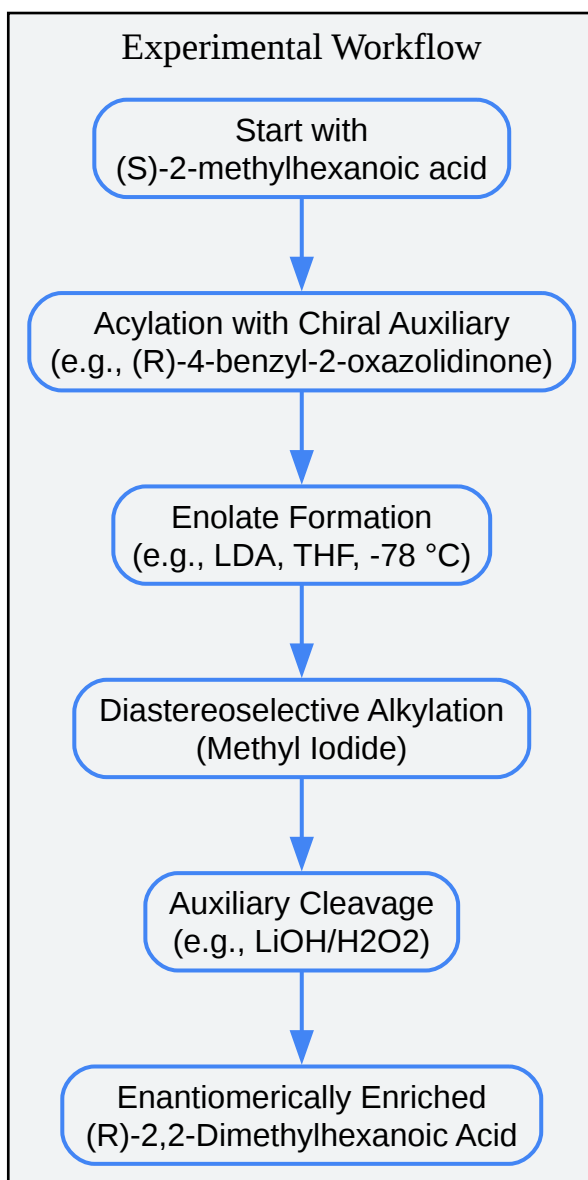 Experimental Workflow
Start with
(S)-2-methylhexanoic acid
Acylation with Chiral Auxiliary
(e.g., (R)-4-benzyl-2-oxazolidinone)
Enolate Formation
(e.g., LDA, THF, -78 °C)
Diastereoselective Alkylation
(Methyl Iodide)
Auxiliary Cleavage
(e.g., LiOH/H2O2)
Enantiomerically Enriched
(R)-2,2-Dimethylhexanoic Acid